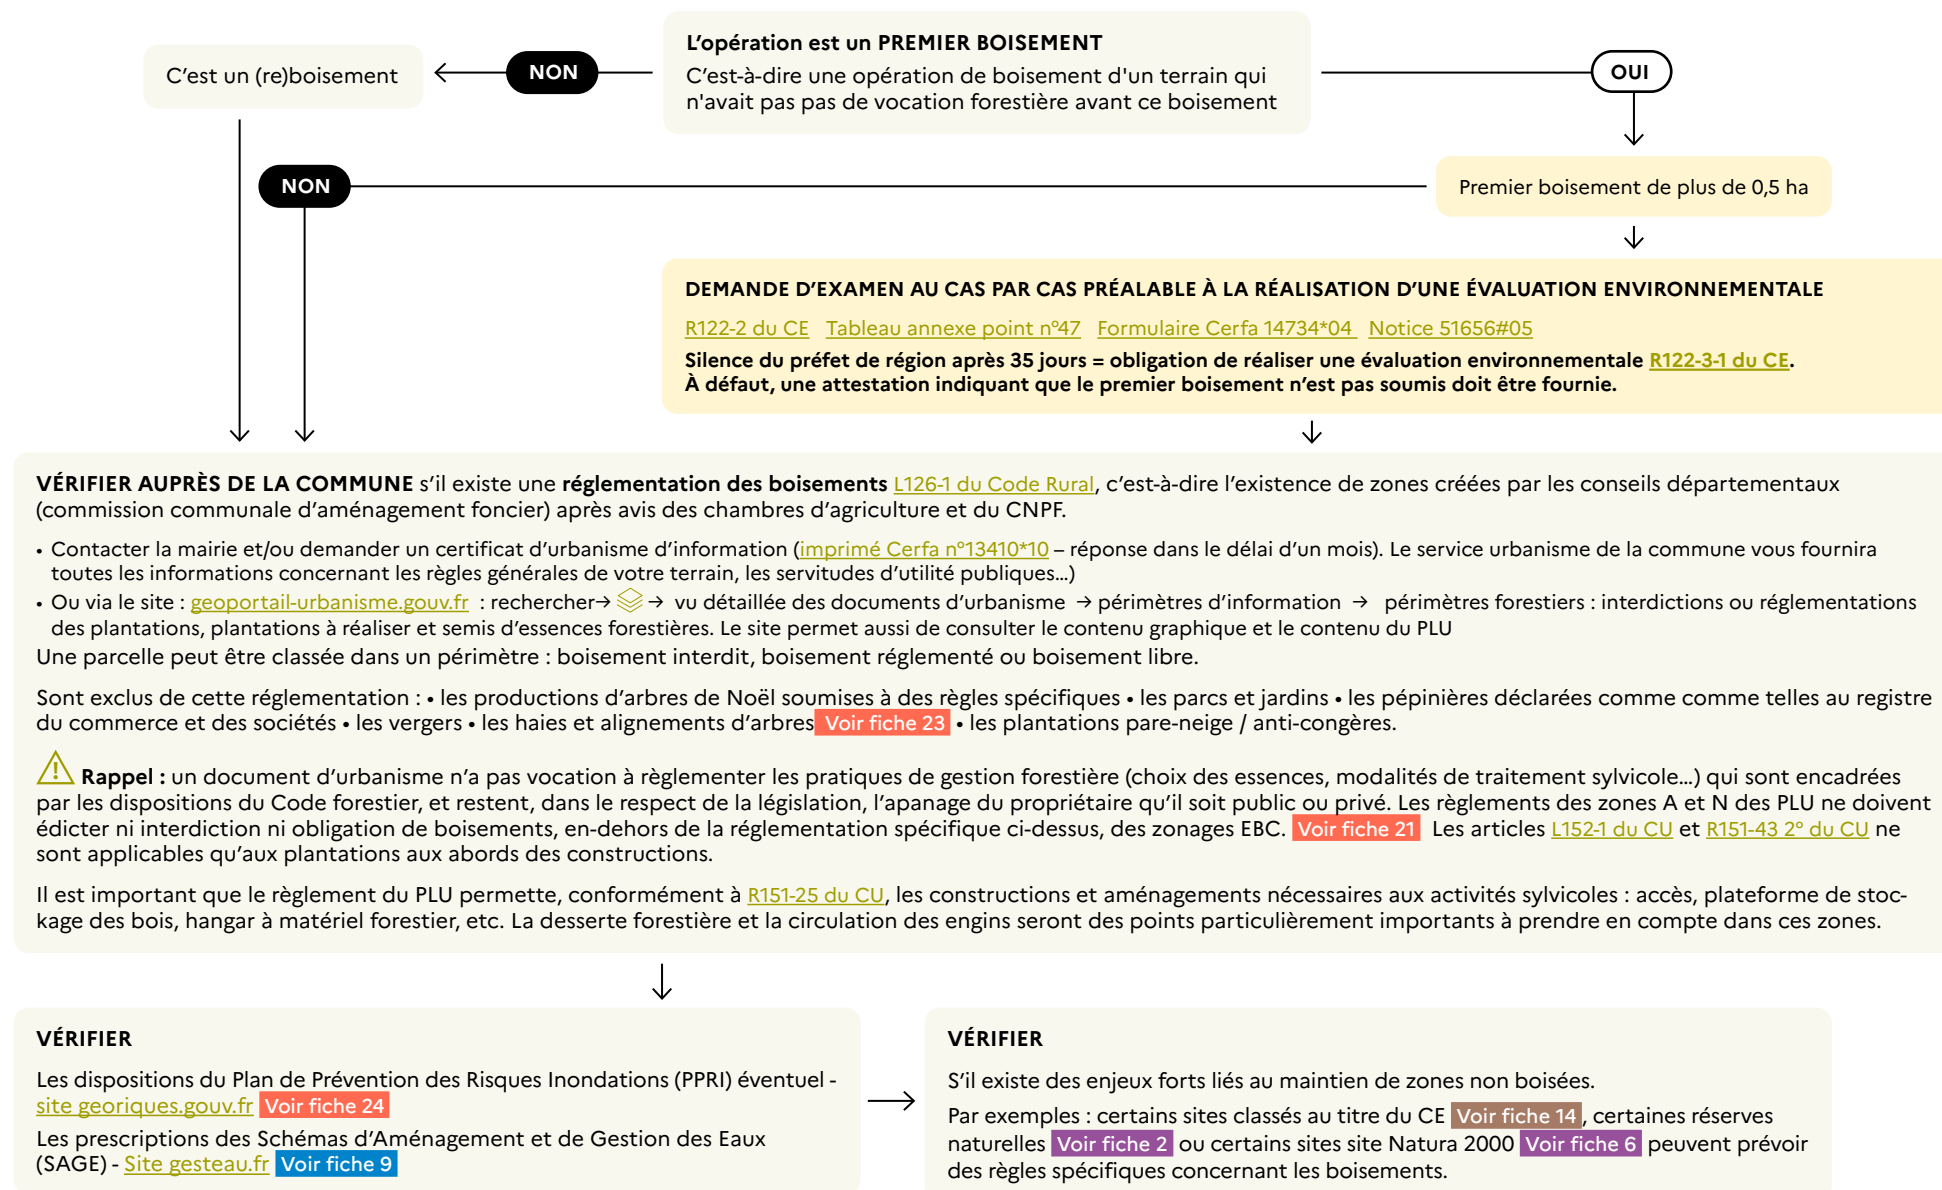 L'opération est un PREMIER BOISEMENT
C'est-à-dire une opération de boisement d'un terrain qui
n'avait pas pas de vocation forestière avant ce boisement
NON
C'est un (re)boisement
OUI
NON
Premier boisement de plus de 0,5 ha
DEMANDE D'EXAMEN AU CAS PAR CAS PRÉALABLE À LA RÉALISATION D'UNE ÉVALUATION ENVIRONNEMENTALE
R122-2 du CE Tableau annexe point n°47 Formulaire Cerfa 14734*04 Notice 51656#05
Silence du préfet de région après 35 jours = obligation de réaliser une évaluation environnementale R122-3-1 du CE.
À défaut, une attestation indiquant que le premier boisement n'est pas soumis doit être fournie.
VÉRIFIER AUPRÈS DE LA COMMUNE s'il existe une réglementation des boisements L126-1 du Code Rural, c'est-à-dire l'existence de zones créées par les conseils départementaux
(commission communale d'aménagement foncier) après avis des chambres d'agriculture et du CNPF.
• Contacter la mairie et/ou demander un certificat d'urbanisme d'information (imprimé Cerfa n°13410*10 – réponse dans le délai d'un mois). Le service urbanisme de la commune vous fournira
toutes les informations concernant les règles générales de votre terrain, les servitudes d'utilité publiques…)
• Ou via le site : geoportail-urbanisme.gouv.fr : rechercher→ → vu détaillée des documents d'urbanisme → périmètres d'information → périmètres forestiers : interdictions ou réglementations
des plantations, plantations à réaliser et semis d'essences forestières. Le site permet aussi de consulter le contenu graphique et le contenu du PLU
Une parcelle peut être classée dans un périmètre : boisement interdit, boisement réglementé ou boisement libre.
Sont exclus de cette réglementation : • les productions d'arbres de Noël soumises à des règles spécifiques • les parcs et jardins • les pépinières déclarées comme comme telles au registre
du commerce et des sociétés • les vergers • les haies et alignements d'arbres Voir fiche 23 • les plantations pare-neige / anti-congères.
Rappel : un document d'urbanisme n'a pas vocation à règlementer les pratiques de gestion forestière (choix des essences, modalités de traitement sylvicole…) qui sont encadrées
par les dispositions du Code forestier, et restent, dans le respect de la législation, l'apanage du propriétaire qu'il soit public ou privé. Les règlements des zones A et N des PLU ne doivent
édicter ni interdiction ni obligation de boisements, en-dehors de la réglementation spécifique ci-dessus, des zonages EBC. Voir fiche 21 Les articles L152-1 du CU et R151-43 2° du CU ne
sont applicables qu'aux plantations aux abords des constructions.
Il est important que le règlement du PLU permette, conformément à R151-25 du CU, les constructions et aménagements nécessaires aux activités sylvicoles : accès, plateforme de stoc-
kage des bois, hangar à matériel forestier, etc. La desserte forestière et la circulation des engins seront des points particulièrement importants à prendre en compte dans ces zones.
VÉRIFIER
Les dispositions du Plan de Prévention des Risques Inondations (PPRI) éventuel -
site georiques.gouv.fr Voir fiche 24
Les prescriptions des Schémas d'Aménagement et de Gestion des Eaux
(SAGE) - Site gesteau.fr Voir fiche 9
VÉRIFIER
S'il existe des enjeux forts liés au maintien de zones non boisées.
Par exemples : certains sites classés au titre du CE Voir fiche 14, certaines réserves
naturelles Voir fiche 2 ou certains sites site Natura 2000 Voir fiche 6 peuvent prévoir
des règles spécifiques concernant les boisements.